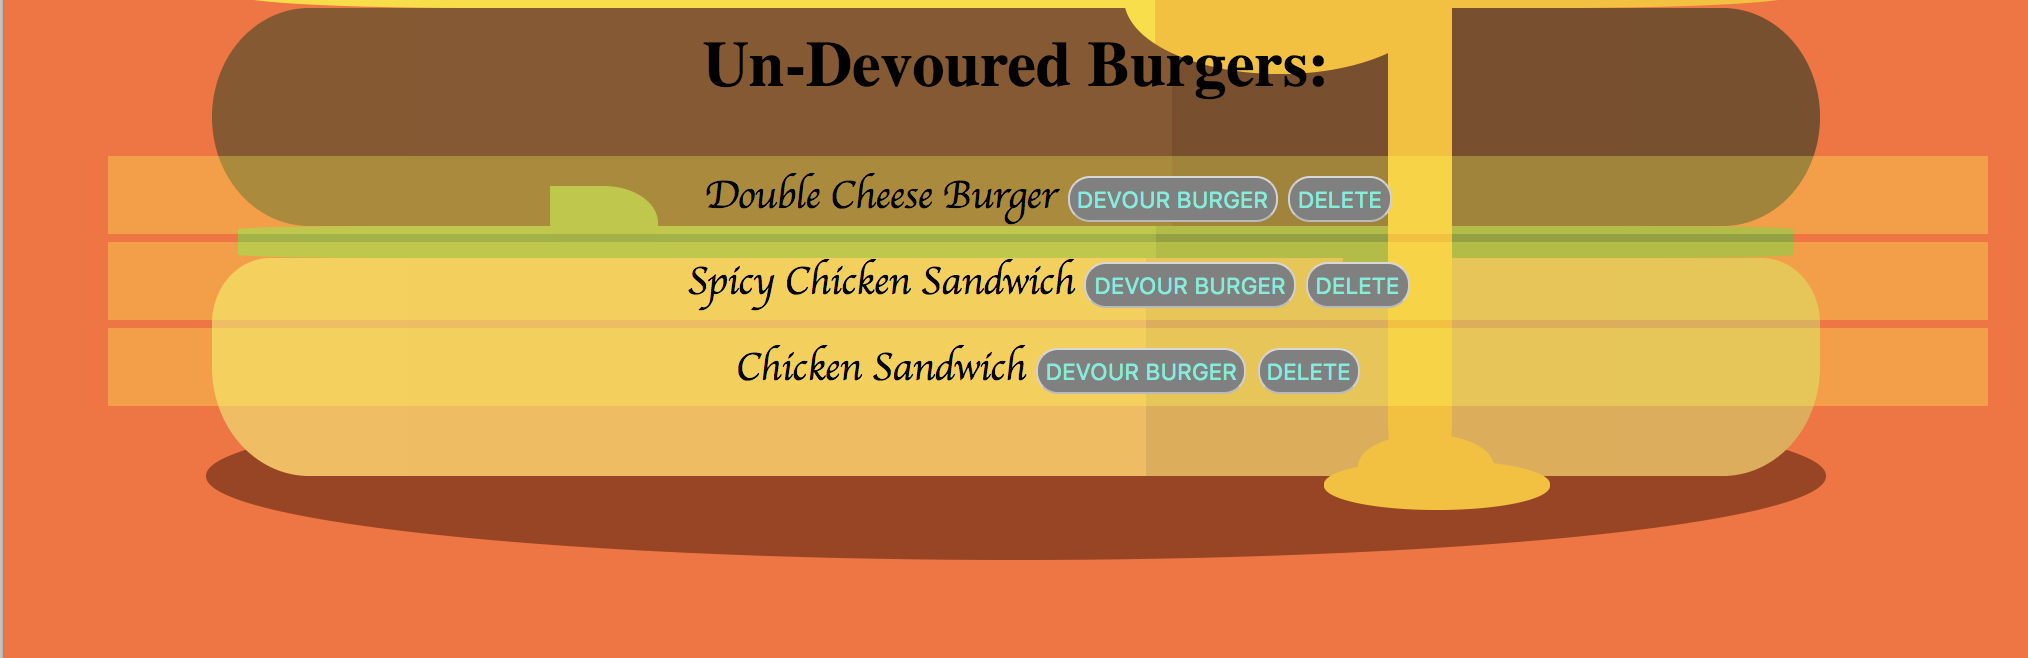 Un-Devoured Burgers:
Double Cheese Burger DEVOUR BURGER DELETE
Spicy Chicken Sandwich DEVOUR BURGER DELETE
Chicken Sandwich DEVOUR BURGER DELETE